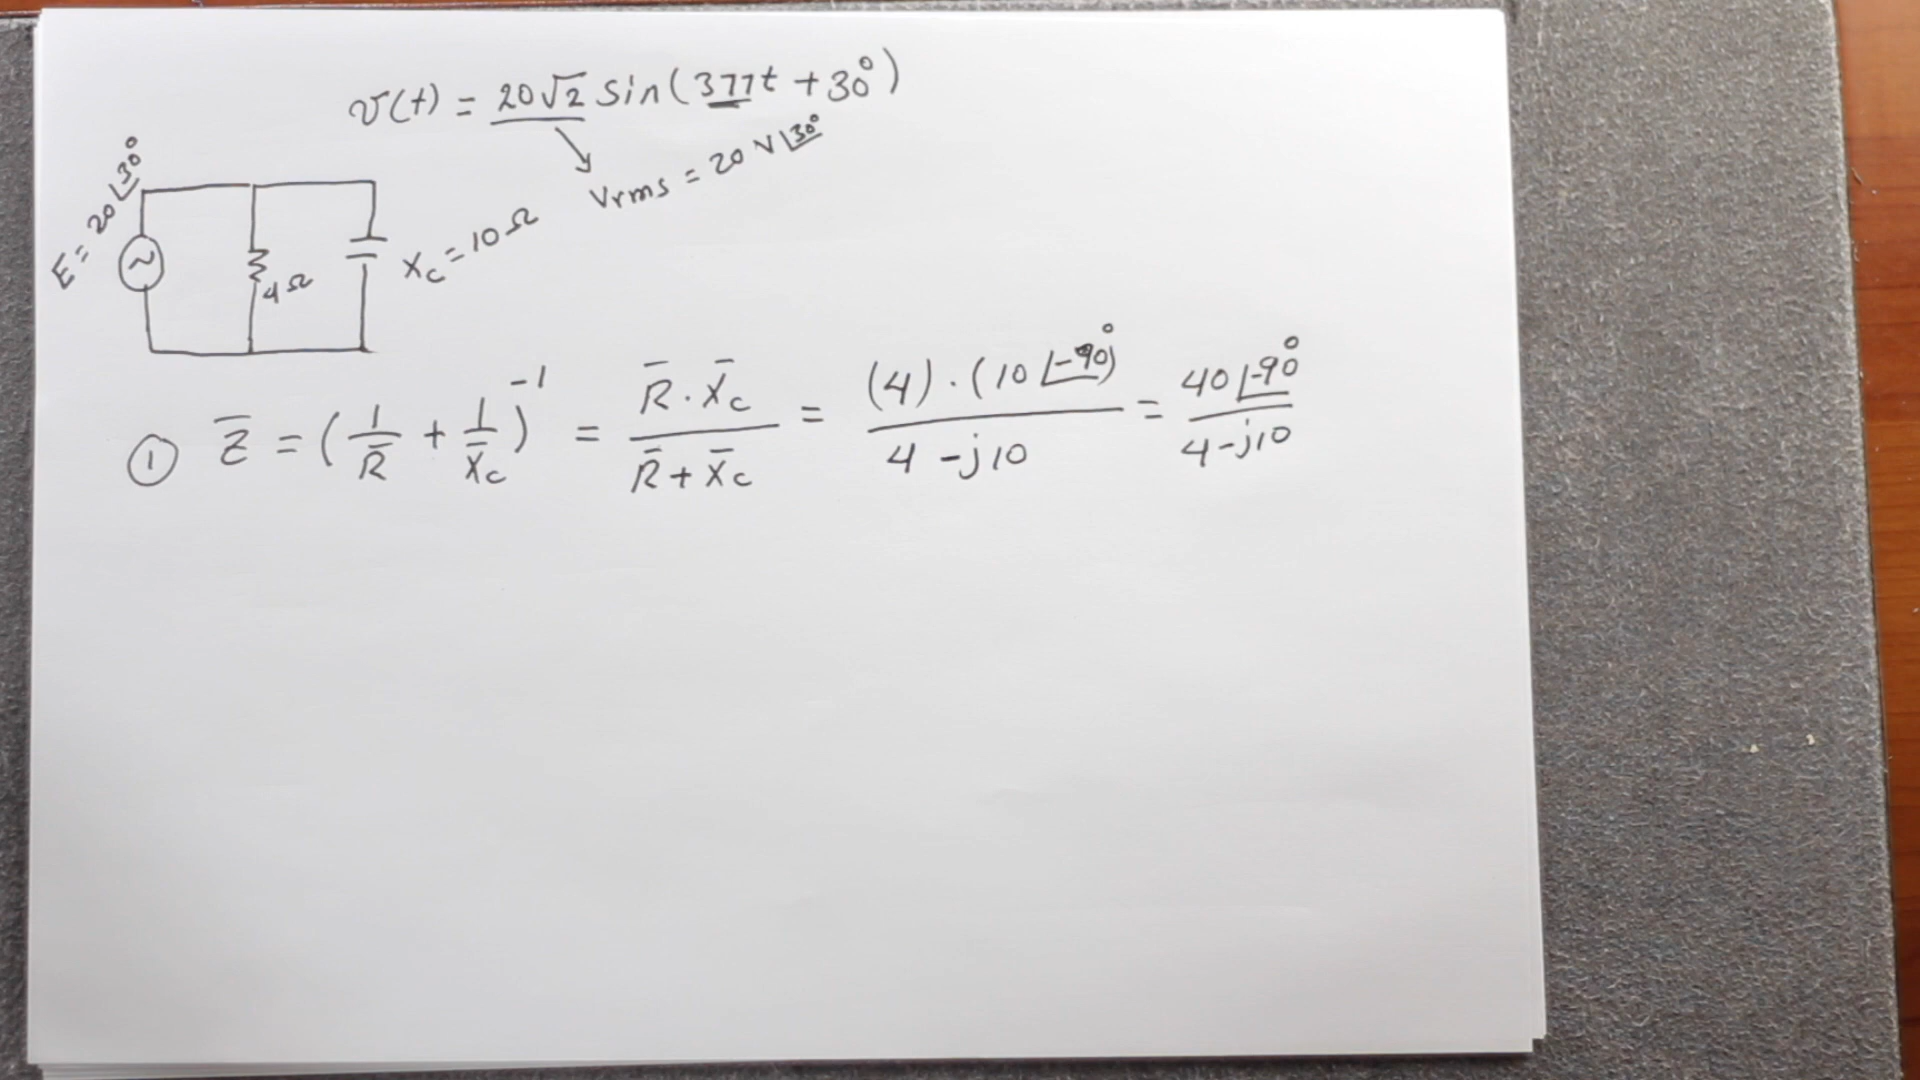 v(t) = 20√2 sin(377t + 30°)
Vrms = 20 V∠30°
E = 20∠30°
4Ω
Xc = 10Ω
① Z̅ = (1/R̅ + 1/X̅c)⁻¹ = R̅·X̅c / R̅+X̅c = (4)·(10∠-90°) / 4-j10 = 40∠-90° / 4-j10